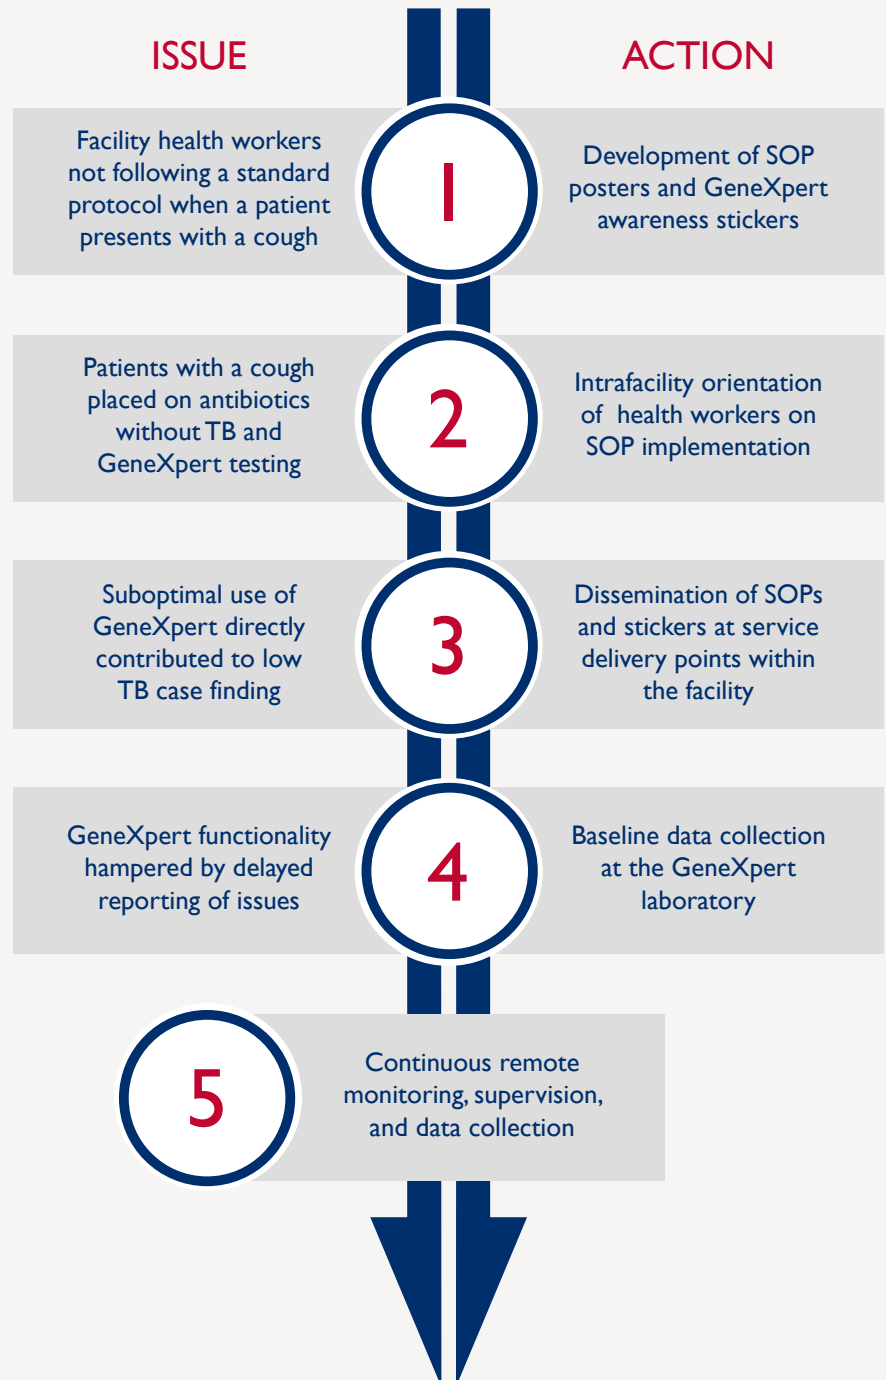 ISSUE
ACTION
Facility health workers
not following a standard
protocol when a patient
presents with a cough
1
Development of SOP
posters and GeneXpert
awareness stickers
Patients with a cough
placed on antibiotics
without TB and
GeneXpert testing
2
Intrafacility orientation
of health workers on
SOP implementation
Suboptimal use of
GeneXpert directly
contributed to low
TB case finding
3
Dissemination of SOPs
and stickers at service
delivery points within
the facility
GeneXpert functionality
hampered by delayed
reporting of issues
4
Baseline data collection
at the GeneXpert
laboratory
5
Continuous remote
monitoring, supervision,
and data collection